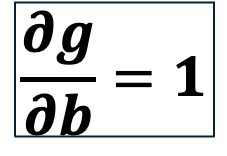 ∂g/∂b = 1